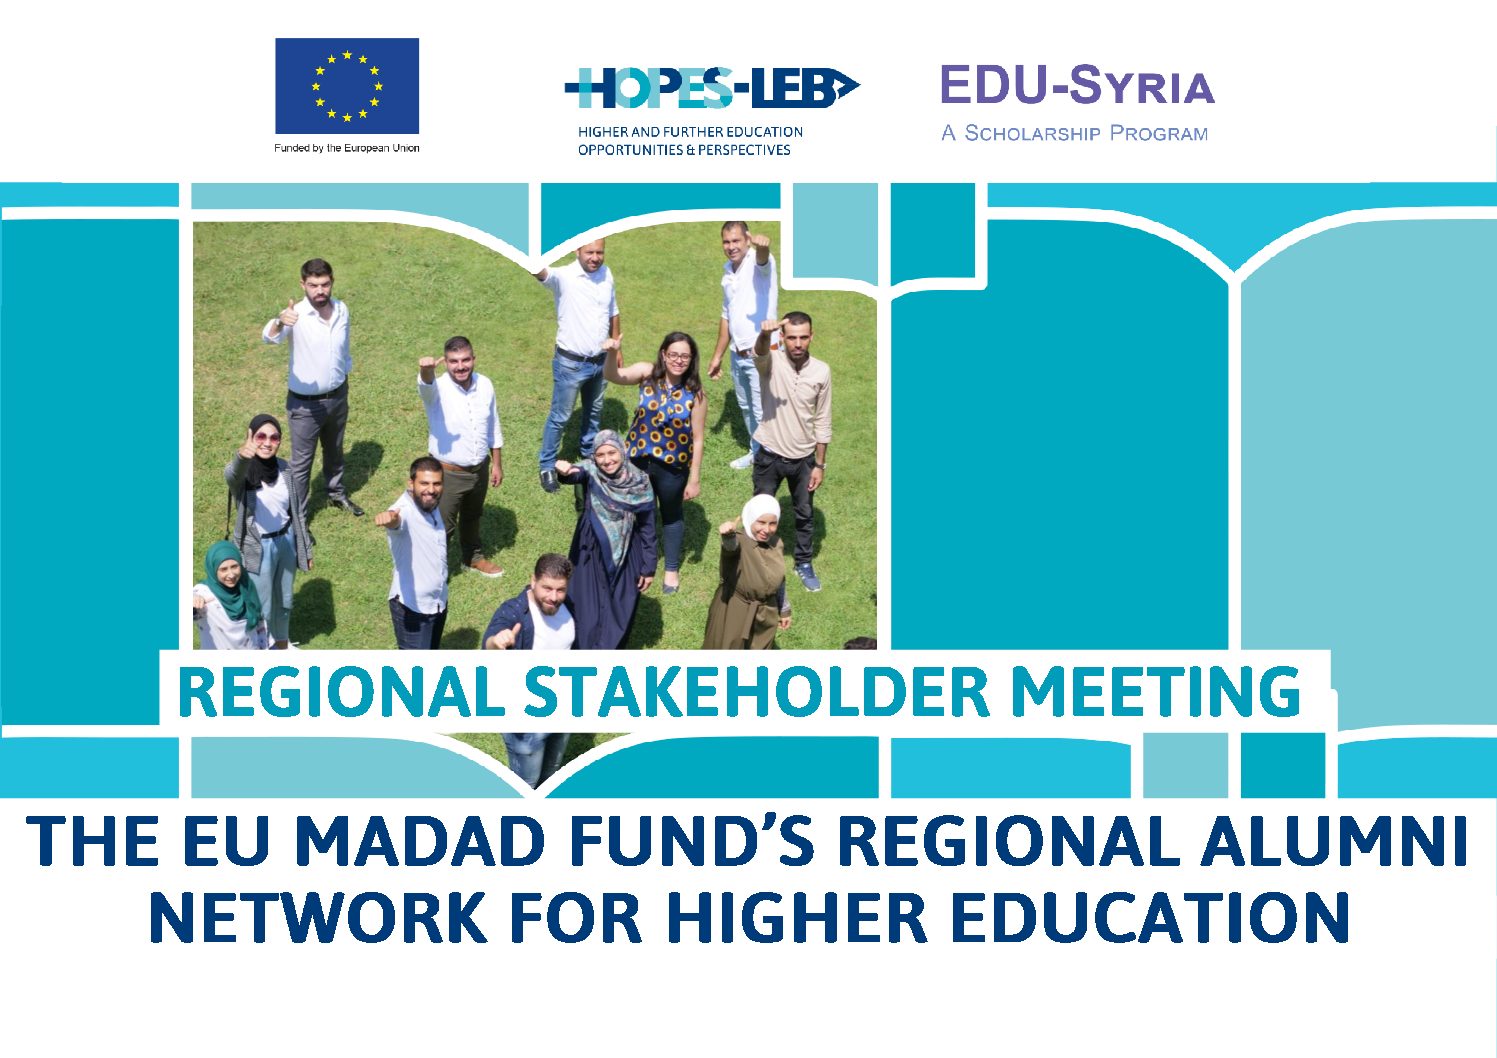 Funded by the European Union
HOPES-LEB
HIGHER AND FURTHER EDUCATION
OPPORTUNITIES & PERSPECTIVES
EDU-SYRIA
A SCHOLARSHIP PROGRAM
REGIONAL STAKEHOLDER MEETING
THE EU MADAD FUND’S REGIONAL ALUMNI
NETWORK FOR HIGHER EDUCATION